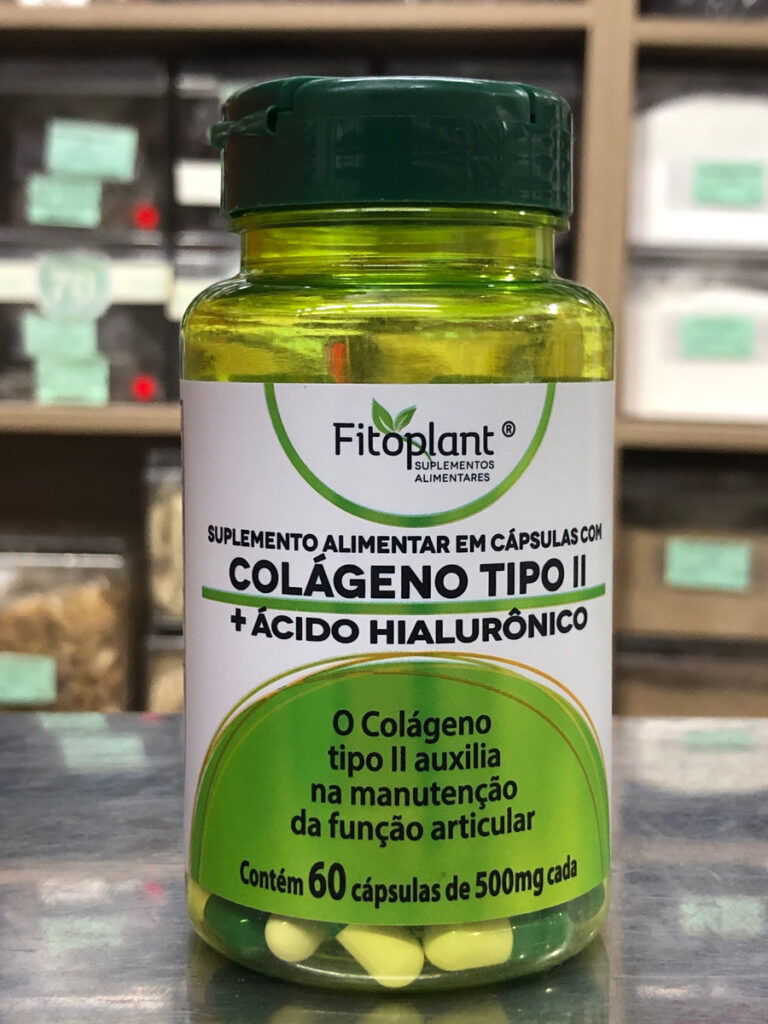 Fitoplant ®
SUPLEMENTOS
ALIMENTARES
SUPLEMENTO ALIMENTAR EM CÁPSULAS COM
COLÁGENO TIPO II
+ ÁCIDO HIALURÔNICO
O Colágeno
tipo II auxilia
na manutenção
da função articular
Contém 60 cápsulas de 500mg cada
70